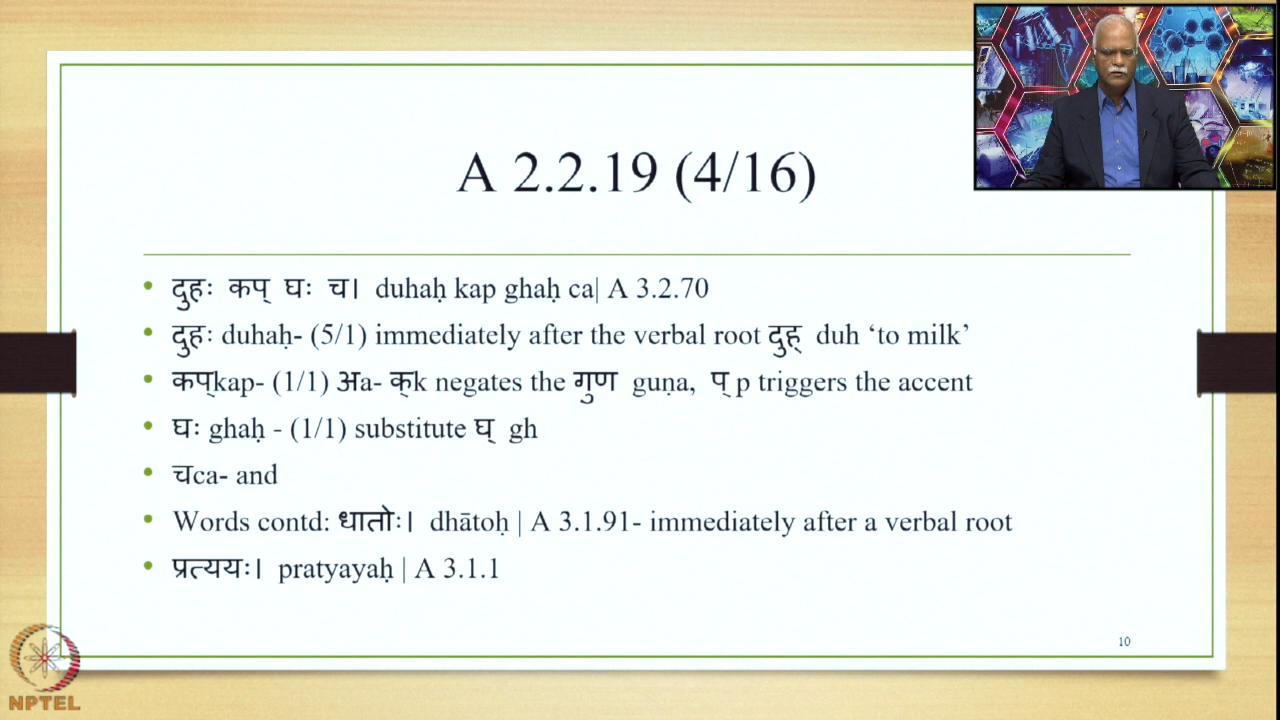 A 2.2.19 (4/16)
• दुहः कप् घः च। duhaḥ kap ghaḥ ca| A 3.2.70
• दुहः duhaḥ- (5/1) immediately after the verbal root दुह् duh ‘to milk’
• कप्kap- (1/1) अa- क्k negates the गुण guṇa, प् p triggers the accent
• घः ghaḥ - (1/1) substitute घ् gh
• चca- and
• Words contd: धातोः। dhātoḥ | A 3.1.91- immediately after a verbal root
• प्रत्ययः। pratyayaḥ | A 3.1.1
10
NPTEL